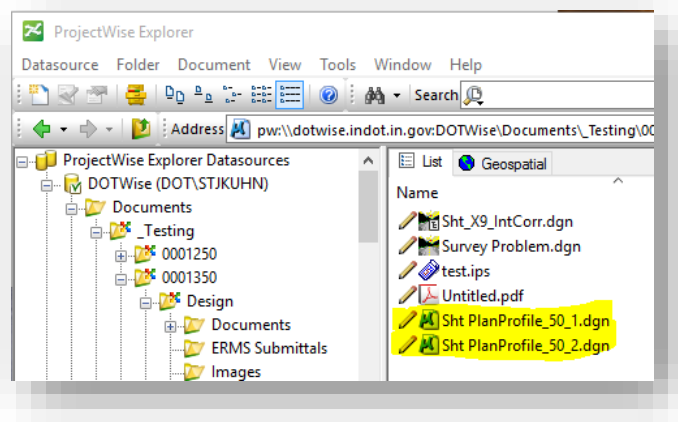 ProjectWise Explorer
Datasource Folder Document View Tools Window Help
Search
Address pw:\\dotwise.indot.in.gov:DOTWise\Documents\_Testing\00
ProjectWise Explorer Datasources
DOTWise (DOT\STJKUHN)
Documents
_Testing
0001250
0001350
Design
Documents
ERMS Submittals
Images
List Geospatial
Name
Sht_X9_IntCorr.dgn
Survey Problem.dgn
test.ips
Untitled.pdf
Sht PlanProfile_50_1.dgn
Sht PlanProfile_50_2.dgn